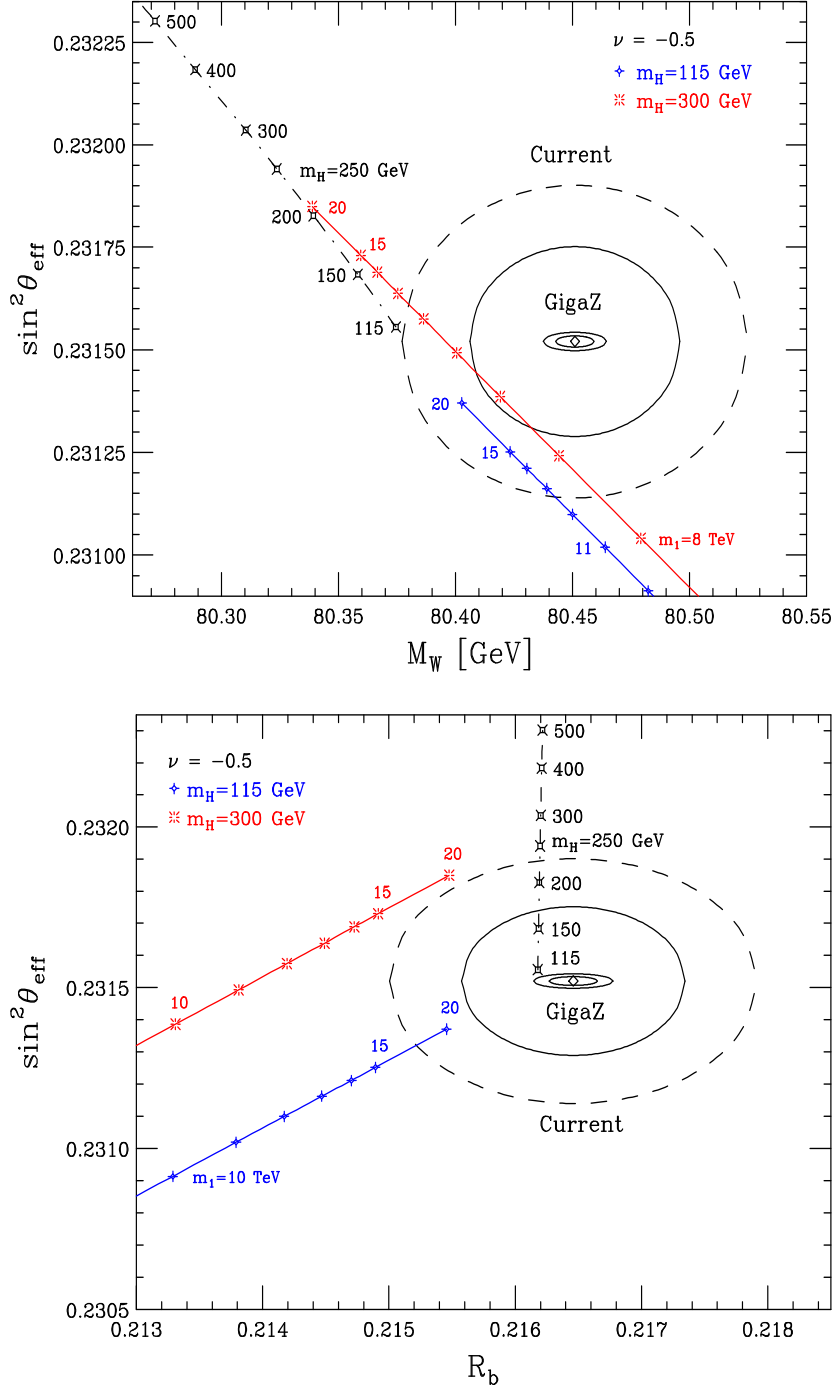 0.23225
0.23200
0.23175
0.23150
0.23125
0.23100
sin²θeff
500
400
300
m_H=250 GeV
200
150
115
ν = −0.5
m_H=115 GeV
m_H=300 GeV
Current
GigaZ
20
15
20
15
11
m₁=8 TeV
80.30 80.35 80.40 80.45 80.50 80.55
M_W [GeV]
ν = −0.5
m_H=115 GeV
m_H=300 GeV
500
400
300
m_H=250 GeV
200
150
115
20
15
10
20
15
m₁=10 TeV
GigaZ
Current
0.2320
0.2315
0.2310
0.2305
sin²θeff
0.213 0.214 0.215 0.216 0.217 0.218
R_b